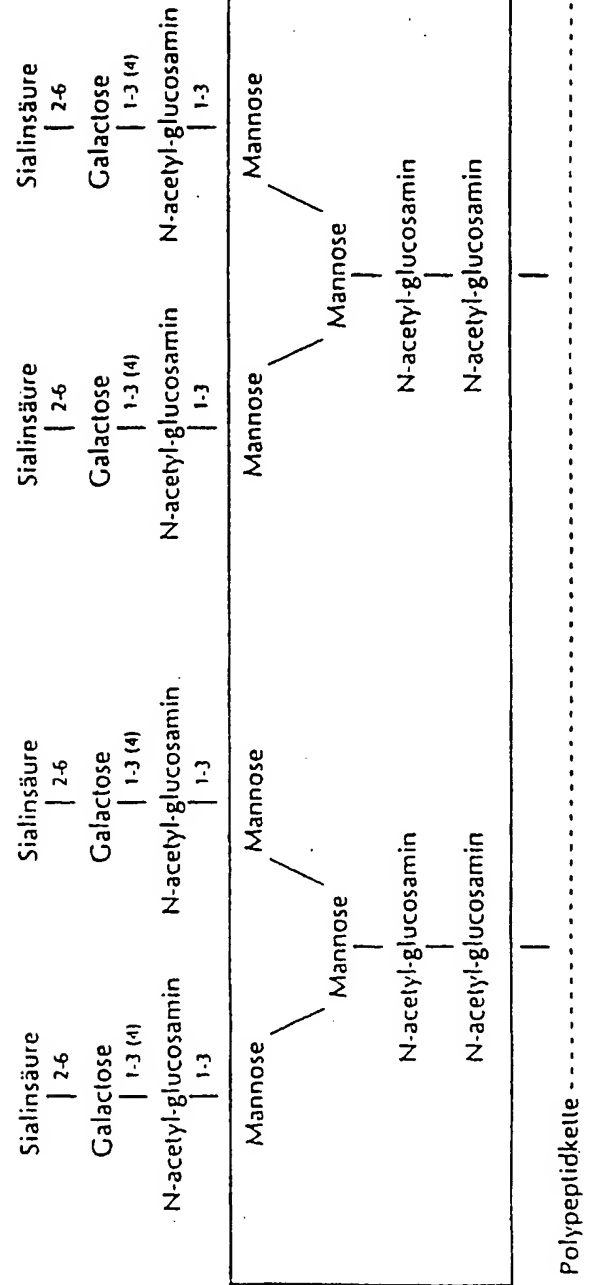 Sialinsäure Sialinsäure Sialinsäure Sialinsäure
2-6 2-6 2-6 2-6
Galactose Galactose Galactose Galactose
1-3 (4) 1-3 (4) 1-3 (4) 1-3 (4)
N-acetyl-glucosamin N-acetyl-glucosamin N-acetyl-glucosamin N-acetyl-glucosamin
1-3 1-3 1-3 1-3
Mannose Mannose Mannose Mannose
Mannose Mannose
N-acetyl-glucosamin N-acetyl-glucosamin
N-acetyl-glucosamin N-acetyl-glucosamin
Polypeptidkette